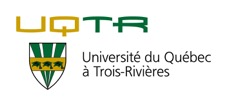 UQTR
Université du Québec
à Trois-Rivières